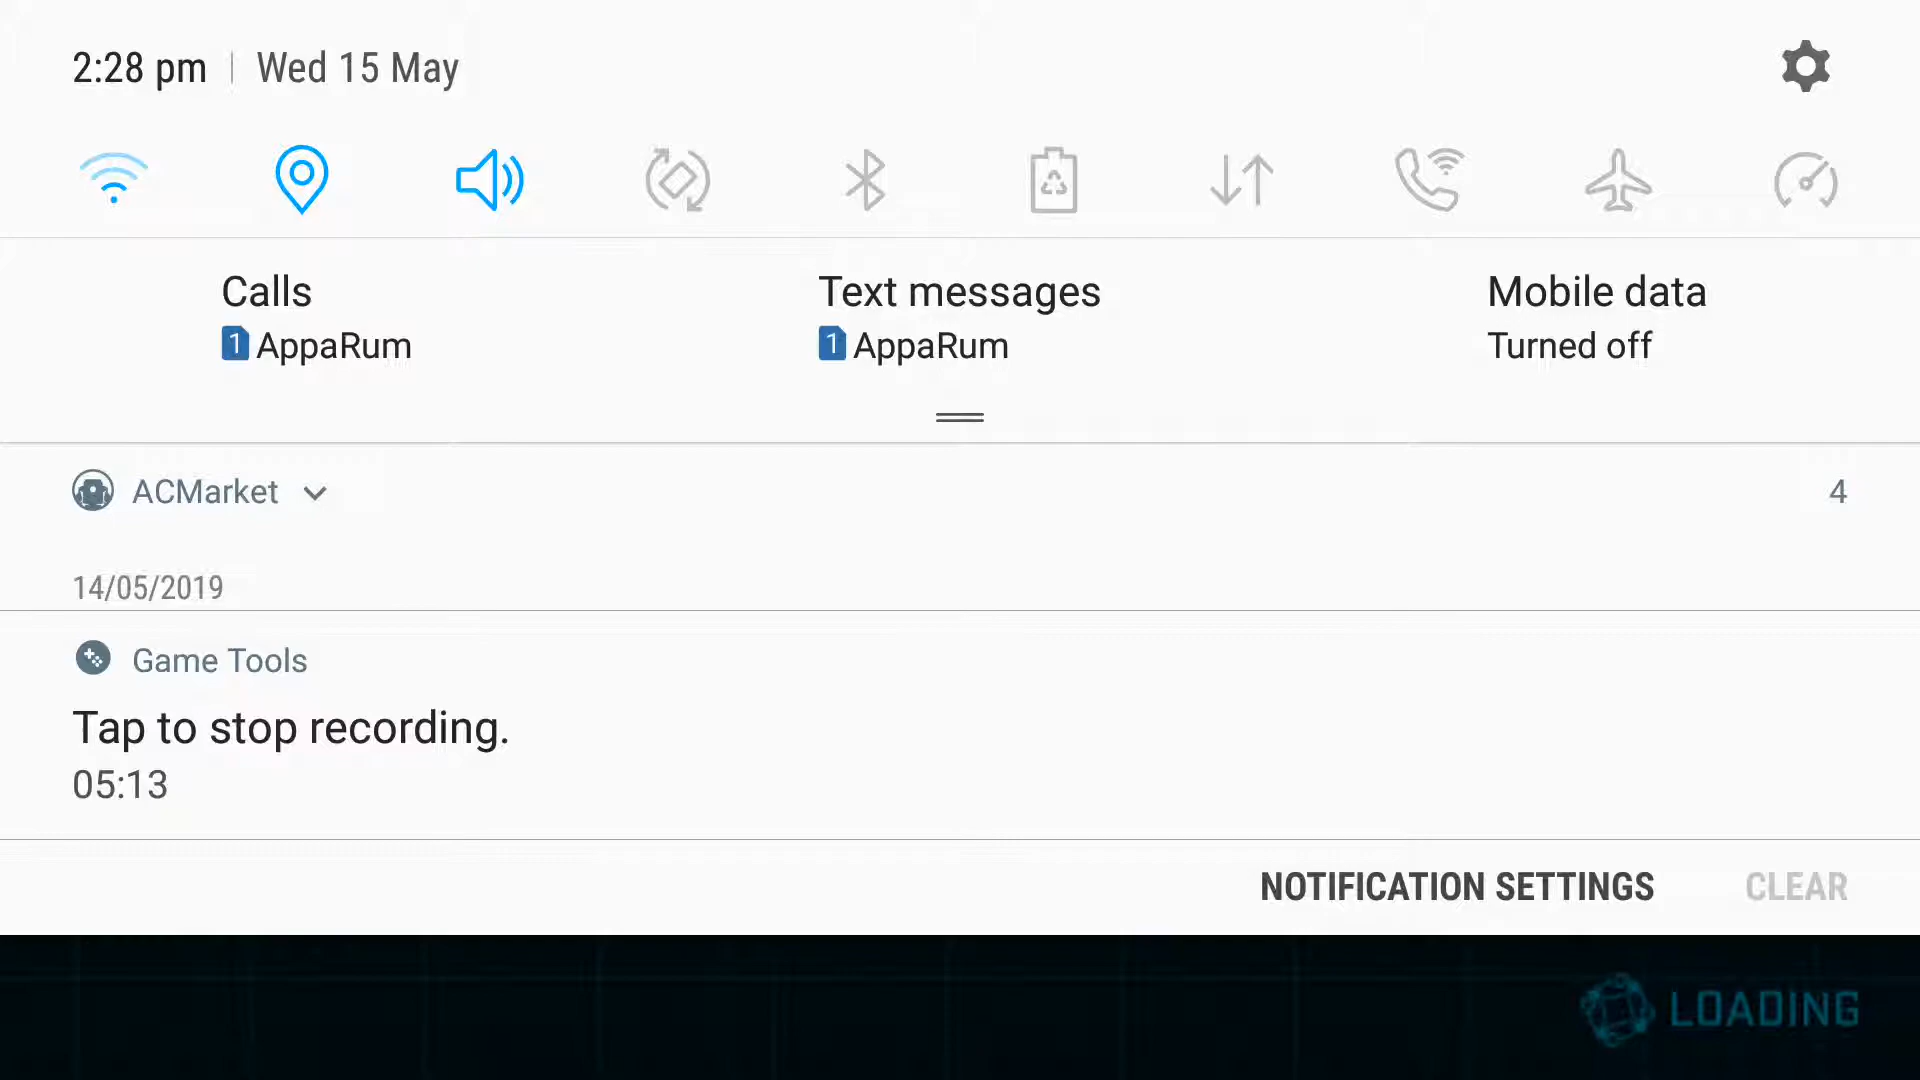 2:28 pm
Wed 15 May
Calls
1 AppaRum
Text messages
1 AppaRum
Mobile data
Turned off
ACMarket
4
14/05/2019
Game Tools
Tap to stop recording.
05:13
NOTIFICATION SETTINGS
CLEAR
LOADING